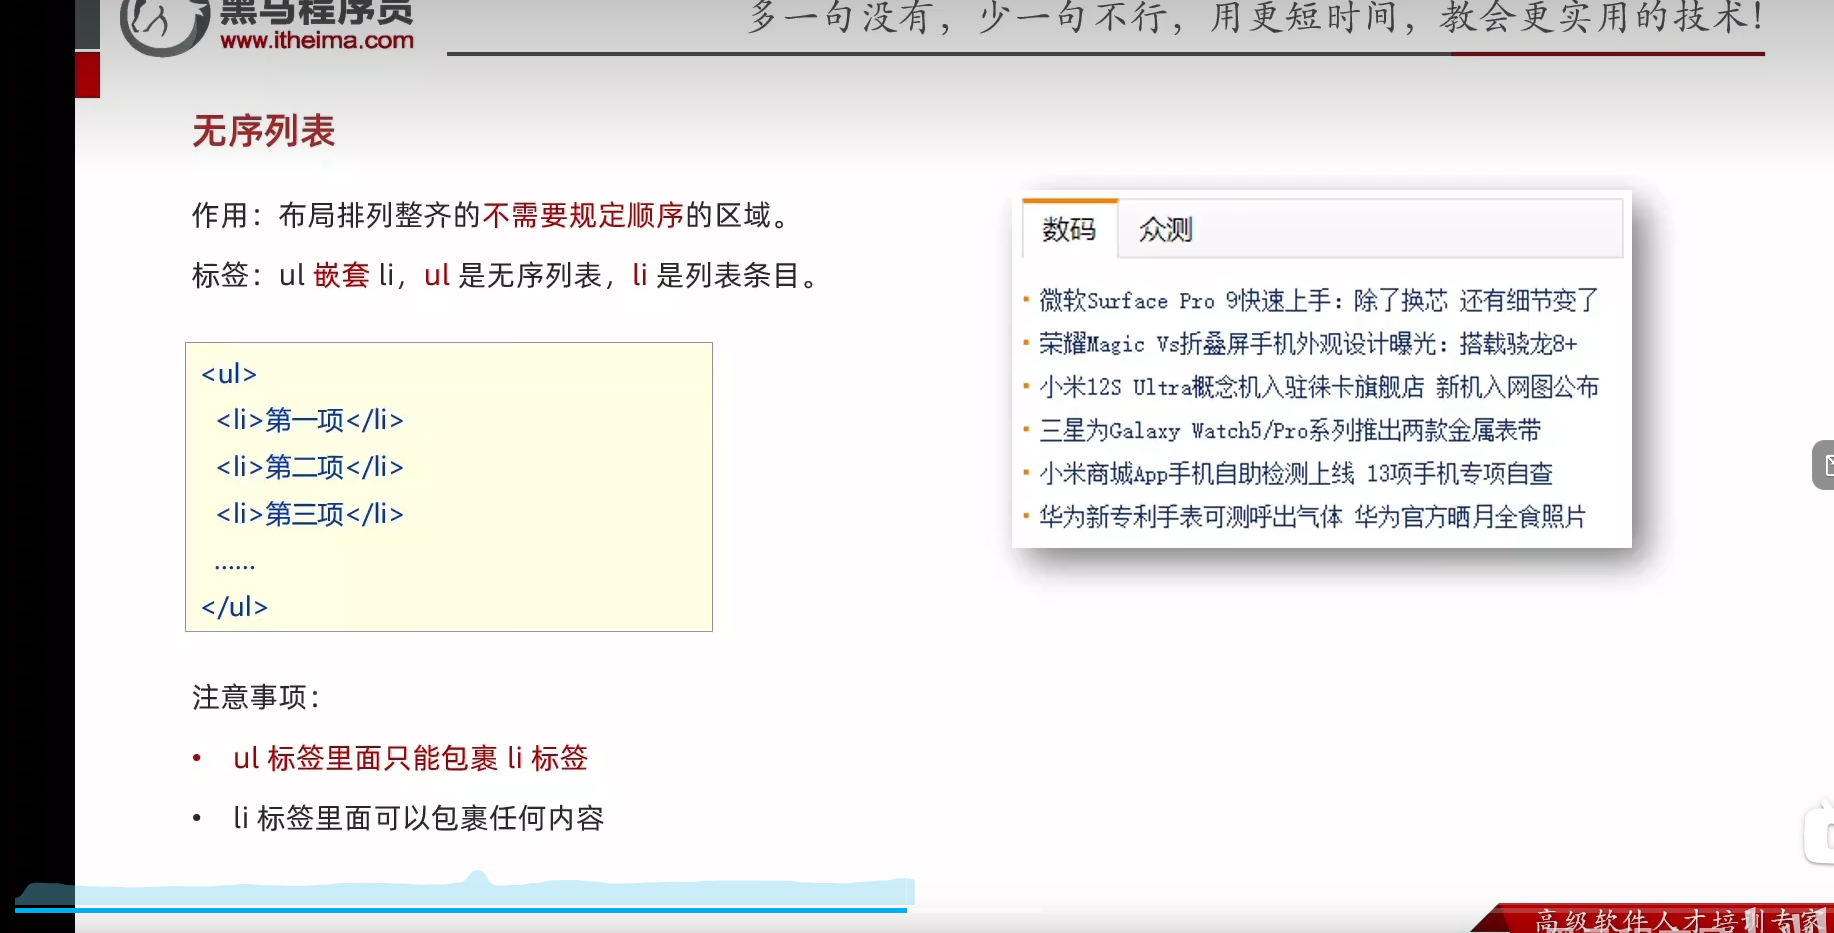 黑马程序员
www.itheima.com
多一句没有，少一句不行，用更短时间，教会更实用的技术！
无序列表
作用：布局排列整齐的不需要规定顺序的区域。
标签：ul 嵌套 li，ul 是无序列表，li 是列表条目。
<ul>
<li>第一项</li>
<li>第二项</li>
<li>第三项</li>
......
</ul>
注意事项：
• ul 标签里面只能包裹 li 标签
• li 标签里面可以包裹任何内容
数码 众测
微软Surface Pro 9快速上手：除了换芯 还有细节变了
荣耀Magic Vs折叠屏手机外观设计曝光：搭载骁龙8+
小米12S Ultra概念机入驻徕卡旗舰店 新机入网图公布
三星为Galaxy Watch5/Pro系列推出两款金属表带
小米商城App手机自助检测上线 13项手机专项自查
华为新专利手表可测呼出气体 华为官方晒月全食照片
高级软件人才培训专家